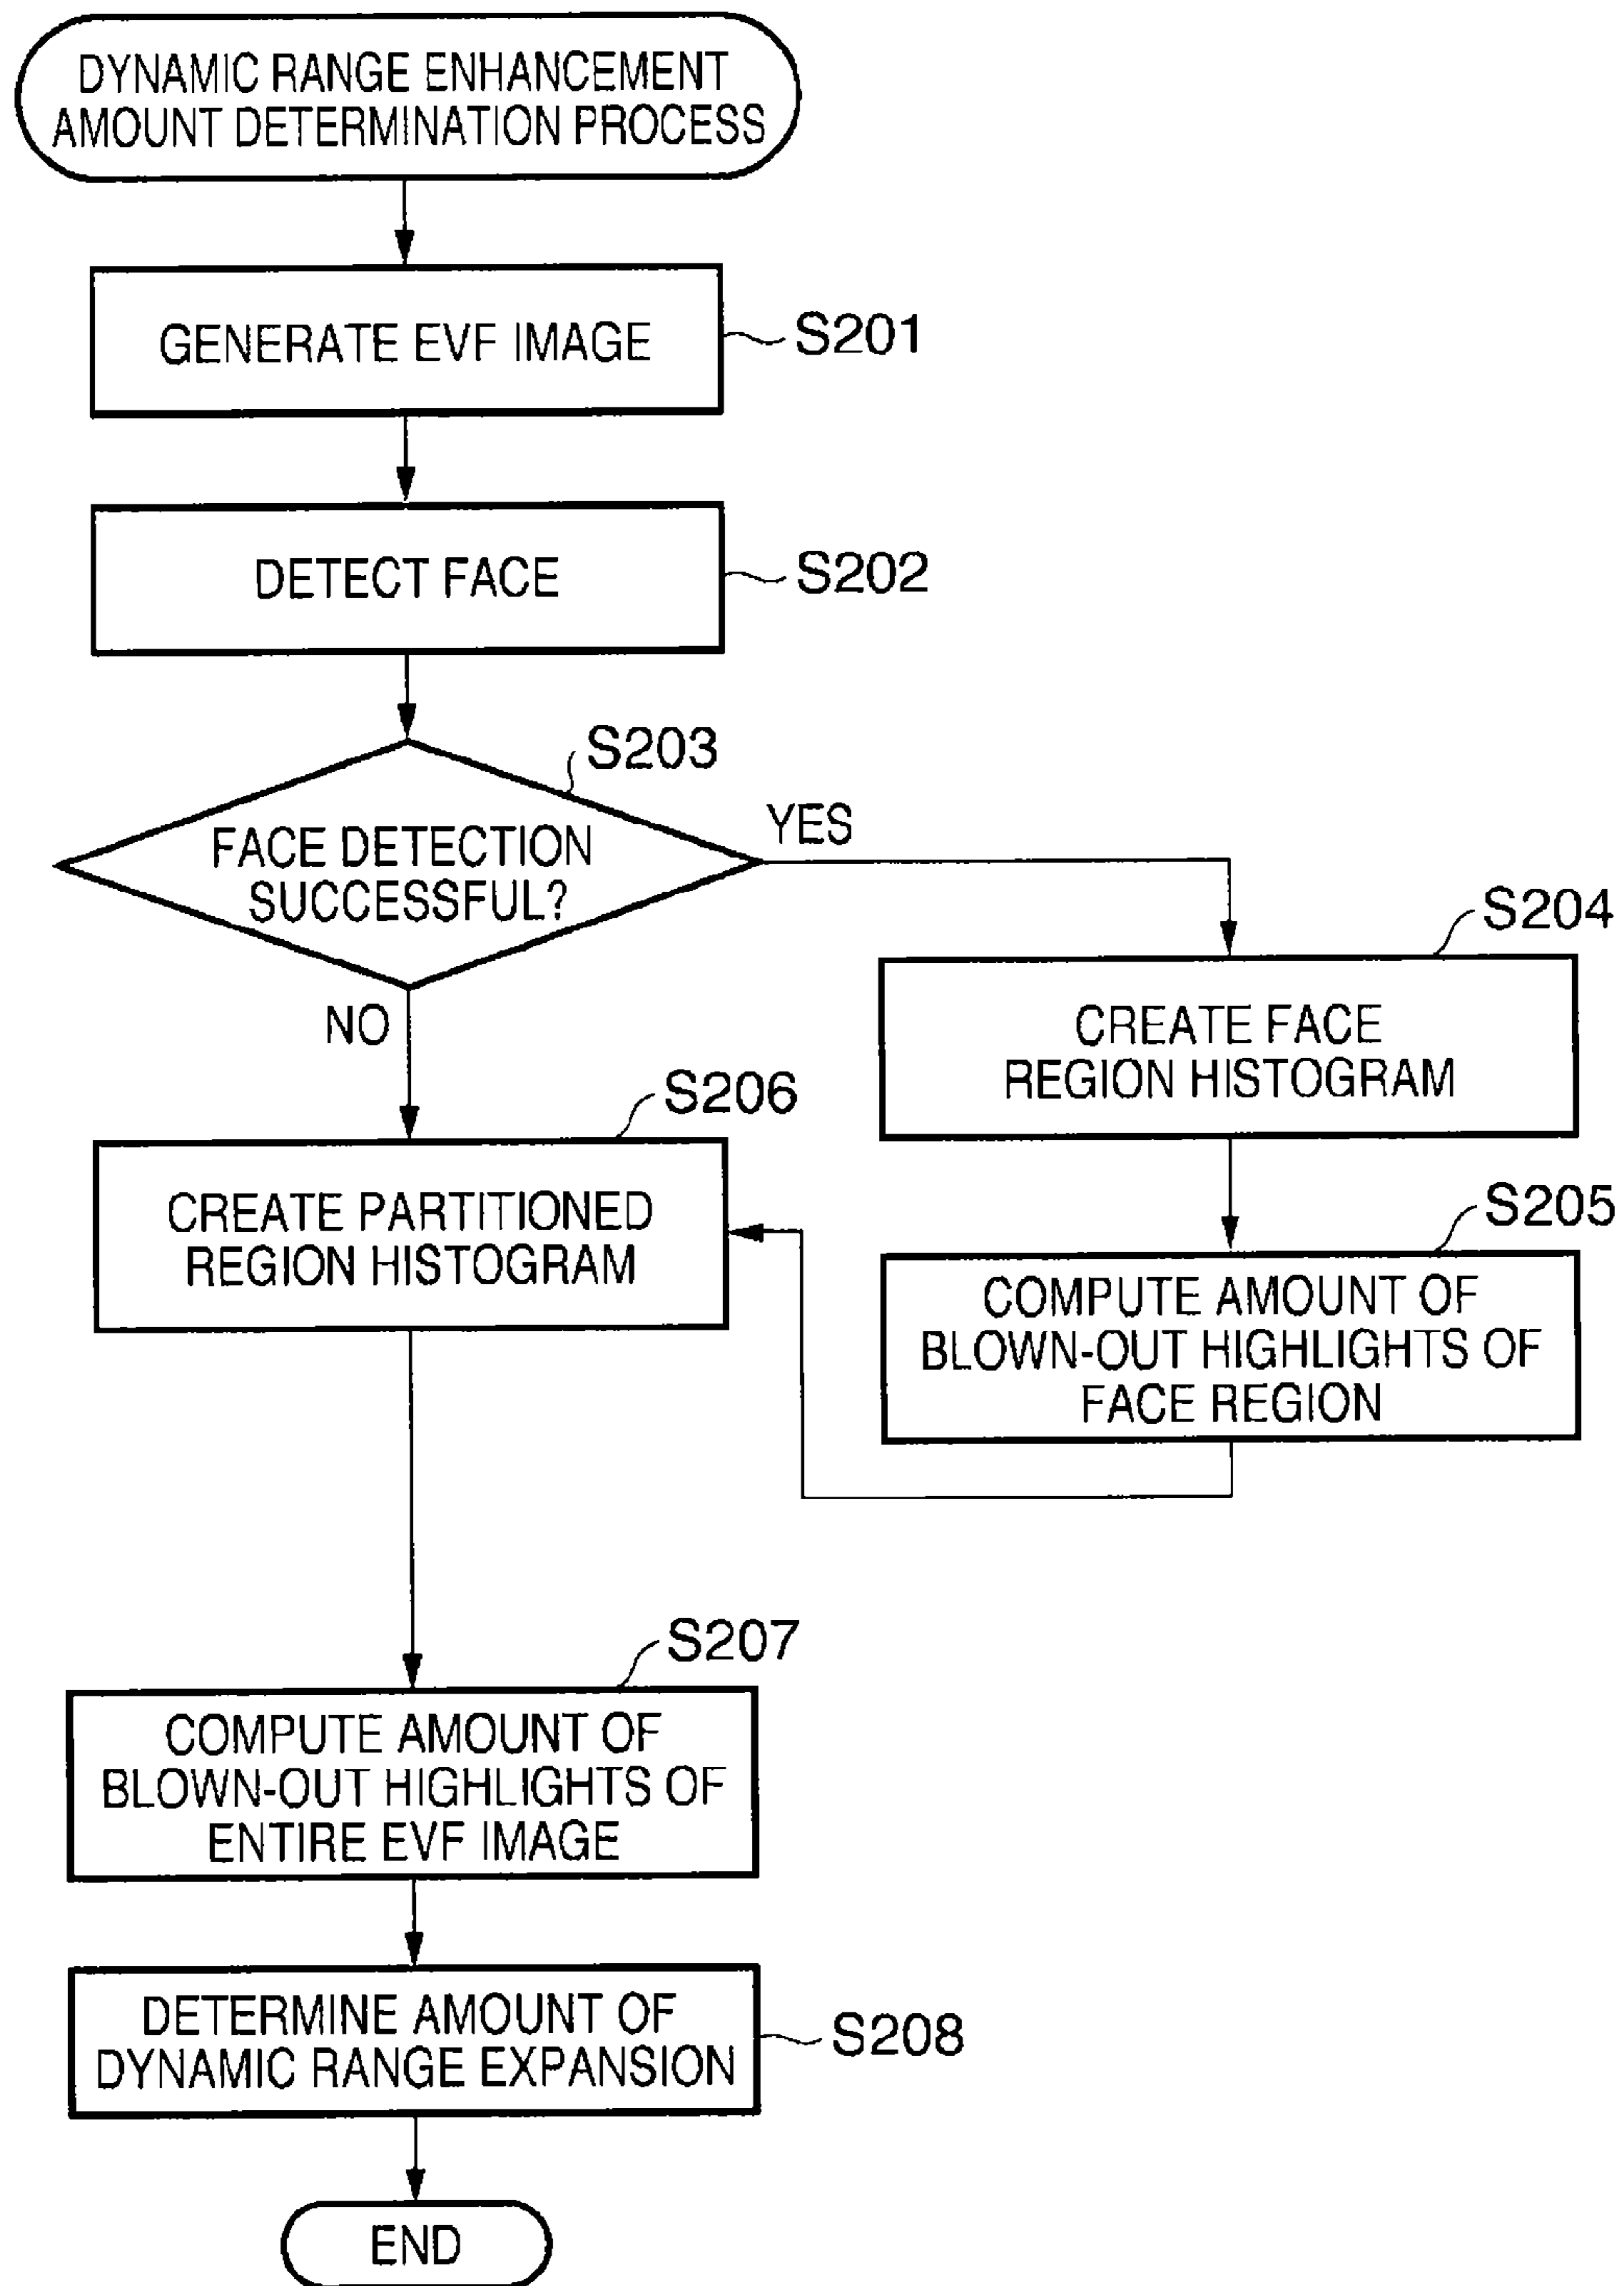 DYNAMIC RANGE ENHANCEMENT
AMOUNT DETERMINATION PROCESS
GENERATE EVF IMAGE
S201
DETECT FACE
S202
S203
FACE DETECTION
SUCCESSFUL?
YES
NO
S204
CREATE FACE
REGION HISTOGRAM
S205
COMPUTE AMOUNT OF
BLOWN-OUT HIGHLIGHTS OF
FACE REGION
S206
CREATE PARTITIONED
REGION HISTOGRAM
S207
COMPUTE AMOUNT OF
BLOWN-OUT HIGHLIGHTS OF
ENTIRE EVF IMAGE
DETERMINE AMOUNT OF
DYNAMIC RANGE EXPANSION
S208
END